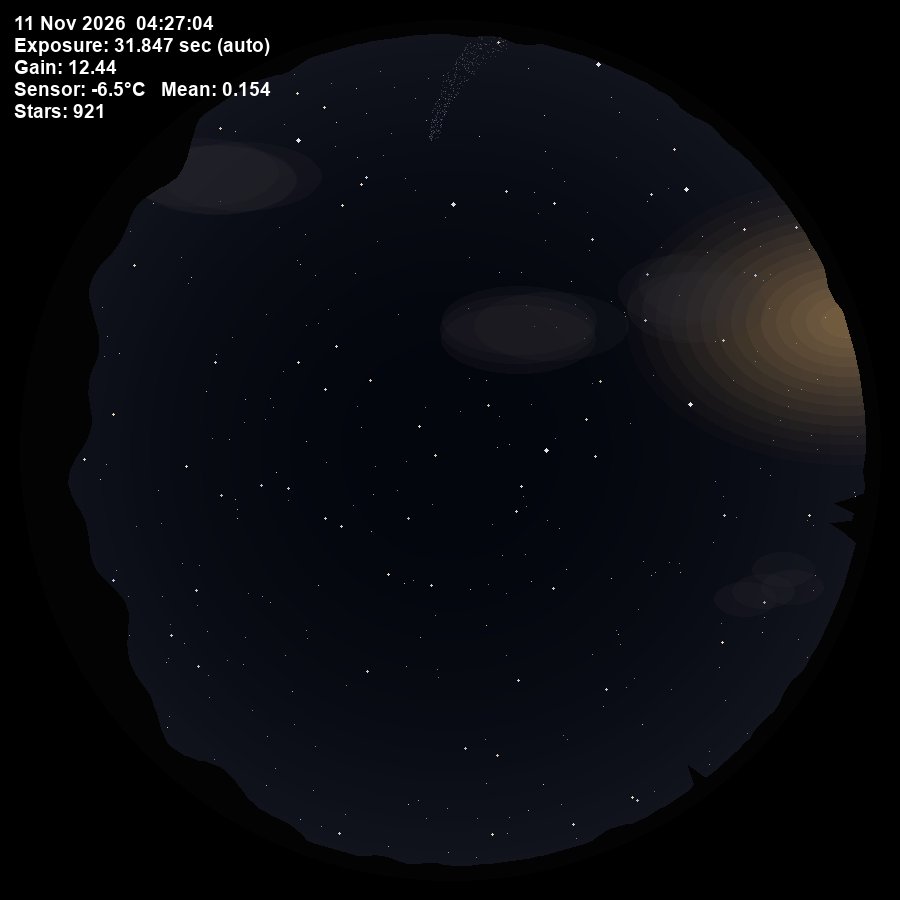 11 Nov 2026  04:27:04
Exposure: 31.847 sec (auto)
Gain: 12.44
Sensor: -6.5°C   Mean: 0.154
Stars: 921